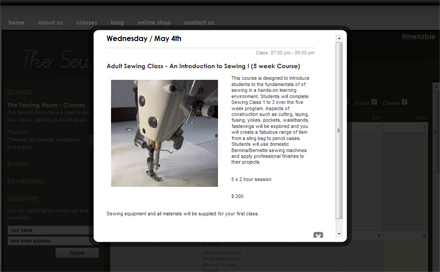 home about us classes blog online shop contact us
timetable
Wednesday / May 4th
Class: 07:00 pm - 09:00 pm
Adult Sewing Class - An Introduction to Sewing I (5 week Course)
This course is designed to introduce
students to the fundamentals of of
sewing in a hands-on learning
environment. Students will complete
Sewing Class 1 to 3 over the five
week program. Aspects of
construction such as cutting, laying,
fusing, yokes, pockets, waistbands,
fastenings will be explored and you
will create a fabulous range of item
from a sling bag to pencil cases.
Students will use domestic
Bernina/Bernette sewing machines
and apply professional finishes to
their projects.
5 x 2 hour session
$ 200
Sewing equipment and all materials will be supplied for your first class.
The Sew
CLASSES
The Sewing Room - Classes
EVENTS
EXHIBITIONS
SUBSCRIBE
Your name
Your email address
Submit
Events
Classes